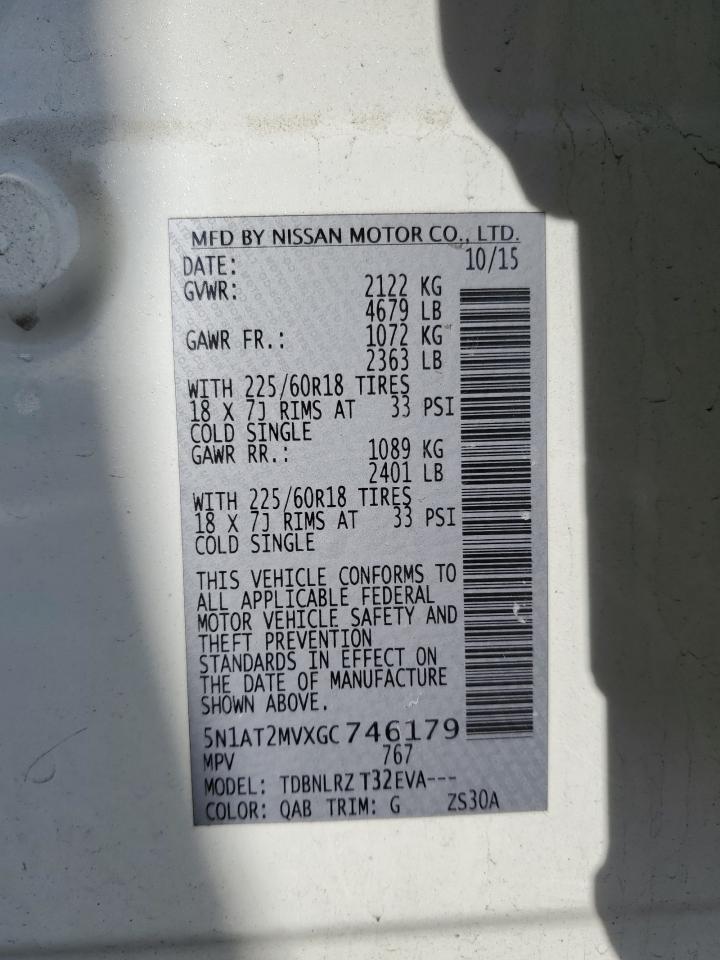 MFD BY NISSAN MOTOR CO., LTD.
DATE: 10/15
GVWR: 2122 KG
4679 LB
GAWR FR.: 1072 KG
2363 LB
WITH 225/60R18 TIRES
18 X 7J RIMS AT 33 PSI
COLD SINGLE
GAWR RR.: 1089 KG
2401 LB
WITH 225/60R18 TIRES
18 X 7J RIMS AT 33 PSI
COLD SINGLE
THIS VEHICLE CONFORMS TO
ALL APPLICABLE FEDERAL
MOTOR VEHICLE SAFETY AND
THEFT PREVENTION
STANDARDS IN EFFECT ON
THE DATE OF MANUFACTURE
SHOWN ABOVE.
5N1AT2MVXGC746179
MPV 767
MODEL: TDBNLRZ T32EVA---
COLOR: QAB TRIM: G ZS30A